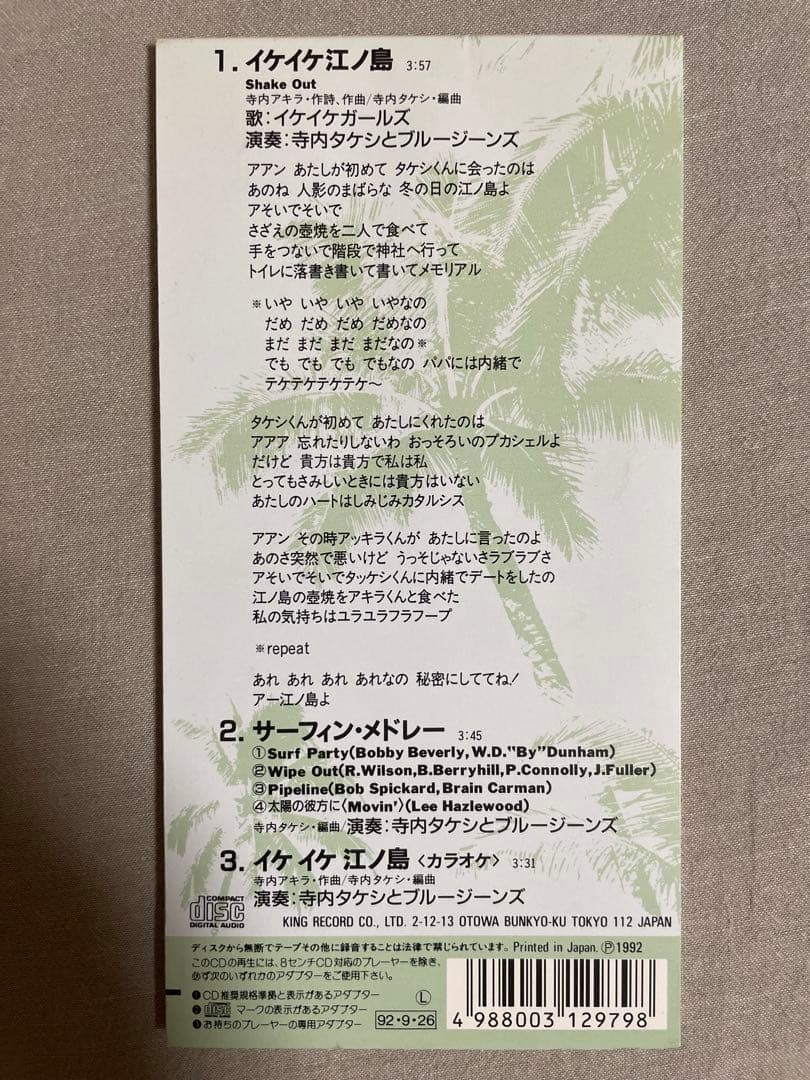 1. イケイケ江ノ島 3:57
Shake Out
寺内アキラ・作詩、作曲/寺内タケシ・編曲
歌：イケイケガールズ
演奏：寺内タケシとブルージーンズ
アアン あたしが初めて タケシくんに会ったのは
あのね 人影のまばらな 冬の日の江ノ島よ
アそいでそいで
さざえの壺焼を二人で食べて
手をつないで階段で神社へ行って
トイレに落書き書いて書いてメモリアル
※いや いや いや いやなの
だめ だめ だめ だめなの
まだ まだ まだ まだなの※
でも でも でも でもなの パパには内緒で
テケテケテケテケ〜
タケシくんが初めて あたしにくれたのは
アアア 忘れたりしないわ おっそろいのプカシェルよ
だけど 貴方は貴方で私は私
とってもさみしいときには貴方はいない
あたしのハートはしみじみカタルシス
アアン その時アッキラくんが あたしに言ったのよ
あのさ突然で悪いけど うっそじゃないさラブラブさ
アそいでそいでタッケシくんに内緒でデートをしたの
江ノ島の壺焼をアキラくんと食べた
私の気持ちはユラユラフラフープ
※repeat
あれ あれ あれ あれなの 秘密にしててね!
アー江ノ島よ
2. サーフィン・メドレー 3:45
①Surf Party(Bobby Beverly,W.D."By"Dunham)
②Wipe Out(R.Wilson,B.Berryhill,P.Connolly,J.Fuller)
③Pipeline(Bob Spickard,Brain Carman)
④太陽の彼方に〈Movin'〉(Lee Hazlewood)
寺内タケシ・編曲/演奏：寺内タケシとブルージーンズ
3. イケ イケ 江ノ島〈カラオケ〉 3:31
寺内アキラ・作曲/寺内タケシ・編曲
演奏：寺内タケシとブルージーンズ
COMPACT
disc
DIGITAL AUDIO
KING RECORD CO., LTD. 2-12-13 OTOWA BUNKYO-KU TOKYO 112 JAPAN
ディスクから無断でテープその他に録音することは法律で禁じられています。Printed in Japan.Ⓟ1992
このCDの再生には、8センチCD対応のプレーヤーを除き、
必ず次のいずれかのアダプターをご使用下さい。
❶CD推奨規格準拠と表示があるアダプター
❷disc マークの表示があるアダプター
❸お持ちのプレーヤーの専用アダプター
Ⓛ
92・9・26
4 988003 129798